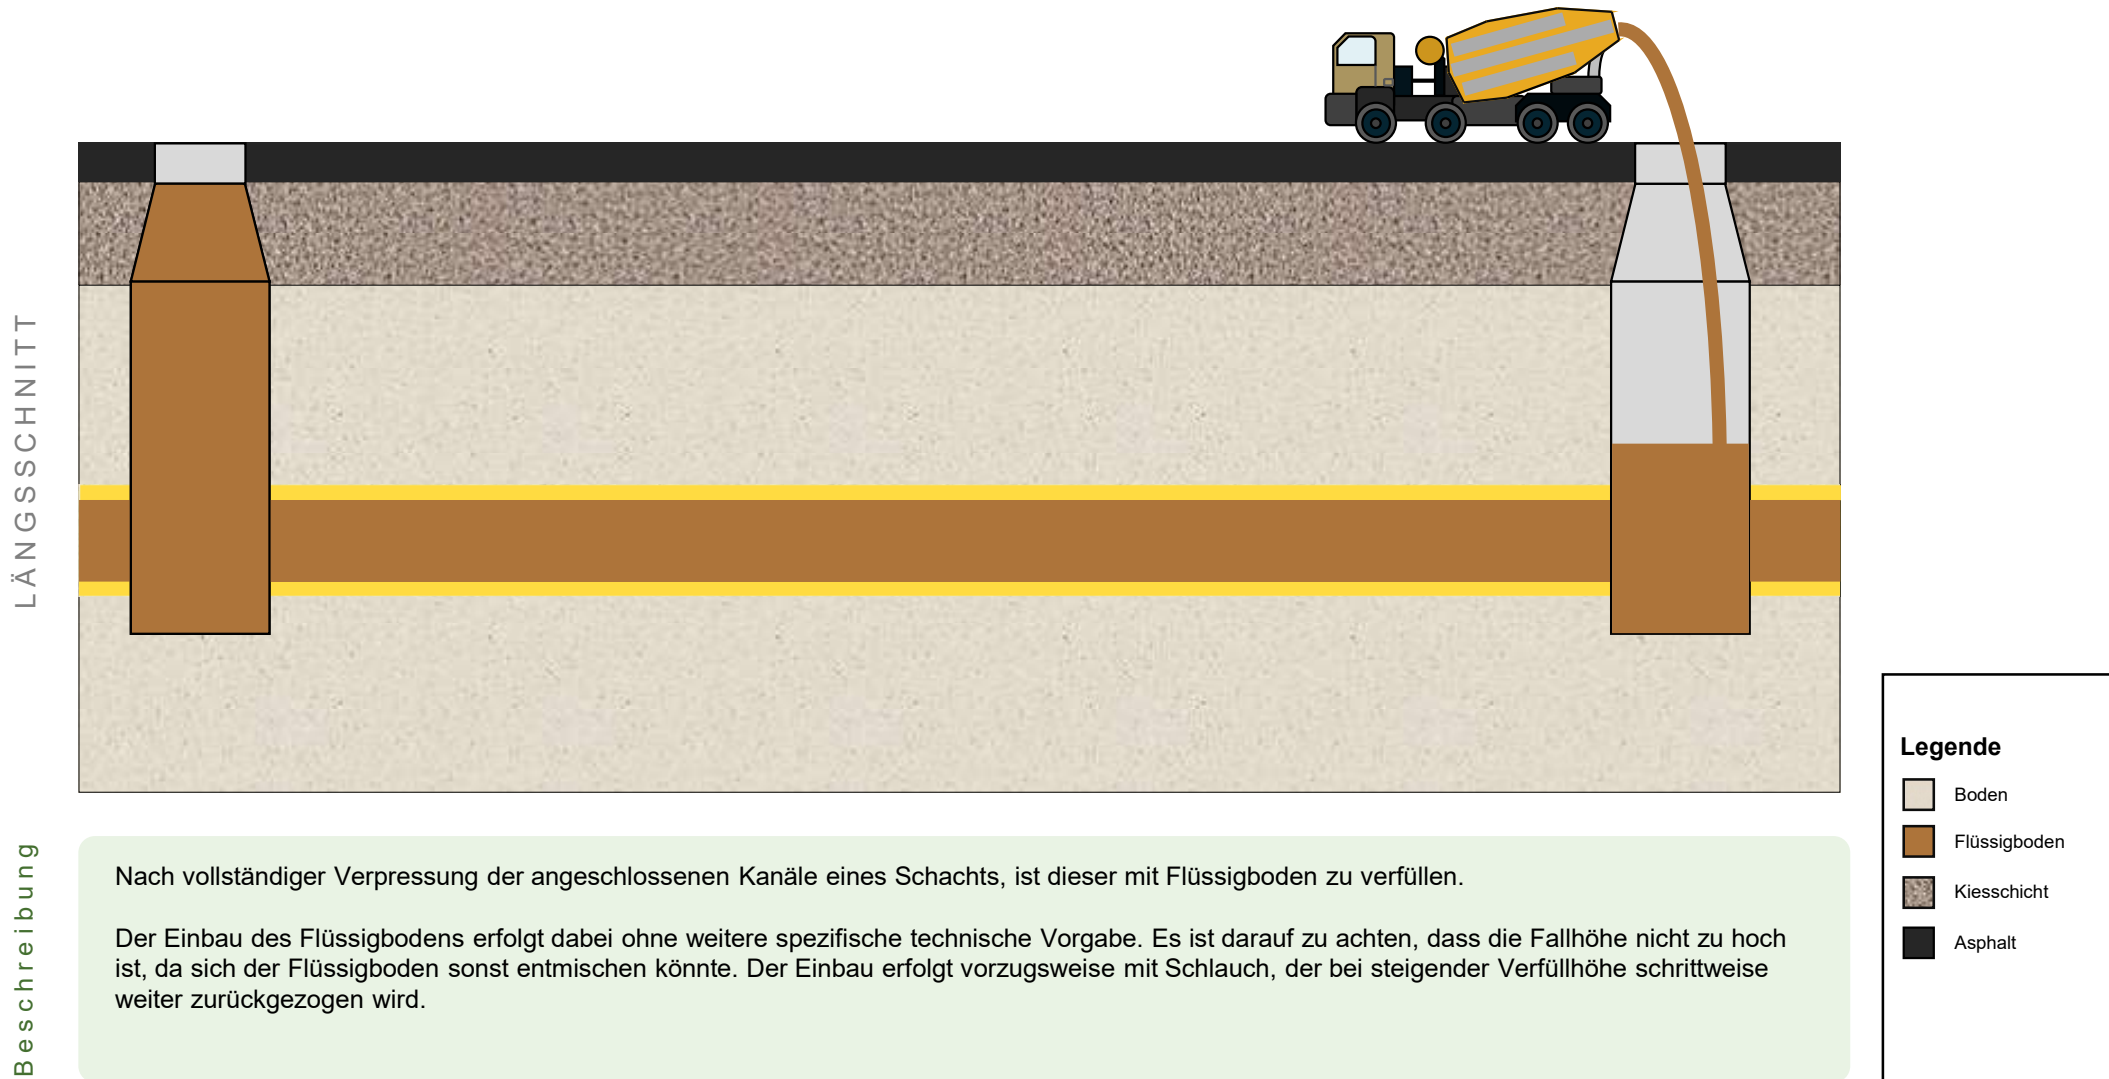 LÄNGSSCHNITT
Legende
Boden
Flüssigboden
Kiesschicht
Asphalt
Beschreibung
Nach vollständiger Verpressung der angeschlossenen Kanäle eines Schachts, ist dieser mit Flüssigboden zu verfüllen.
Der Einbau des Flüssigbodens erfolgt dabei ohne weitere spezifische technische Vorgabe. Es ist darauf zu achten, dass die Fallhöhe nicht zu hoch
ist, da sich der Flüssigboden sonst entmischen könnte. Der Einbau erfolgt vorzugsweise mit Schlauch, der bei steigender Verfüllhöhe schrittweise
weiter zurückgezogen wird.